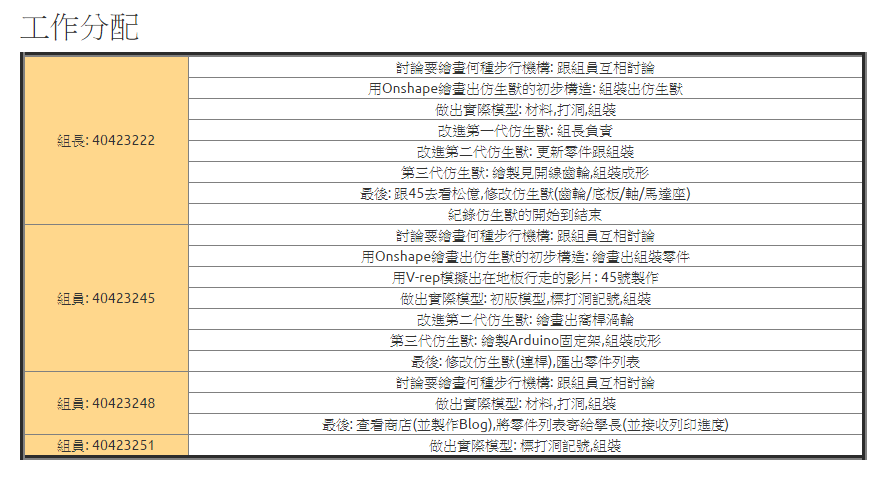 工作分配
組長: 40423222
討論要繪畫何種步行機構: 跟組員互相討論
用Onshape繪畫出仿生獸的初步構造: 組裝出仿生獸
做出實際模型: 材料,打洞,組裝
改進第一代仿生獸: 組長負責
改進第二代仿生獸: 更新零件跟組裝
第三代仿生獸: 繪製見開線齒輪,組裝成形
最後: 跟45去看松億,修改仿生獸(齒輪/底板/軸/馬達座)
紀錄仿生獸的開始到結束
組員: 40423245
討論要繪畫何種步行機構: 跟組員互相討論
用Onshape繪畫出仿生獸的初步構造: 繪畫出組裝零件
用V-rep模擬出在地板行走的影片: 45號製作
做出實際模型: 初版模型,標打洞記號,組裝
改進第二代仿生獸: 繪畫出蝸桿渦輪
第三代仿生獸: 繪製Arduino固定架,組裝成形
最後: 修改仿生獸(連桿),匯出零件列表
組員: 40423248
討論要繪畫何種步行機構: 跟組員互相討論
做出實際模型: 材料,打洞,組裝
最後: 查看商店(並製作Blog),將零件列表寄給學長(並接收列印進度)
組員: 40423251
做出實際模型: 標打洞記號,組裝